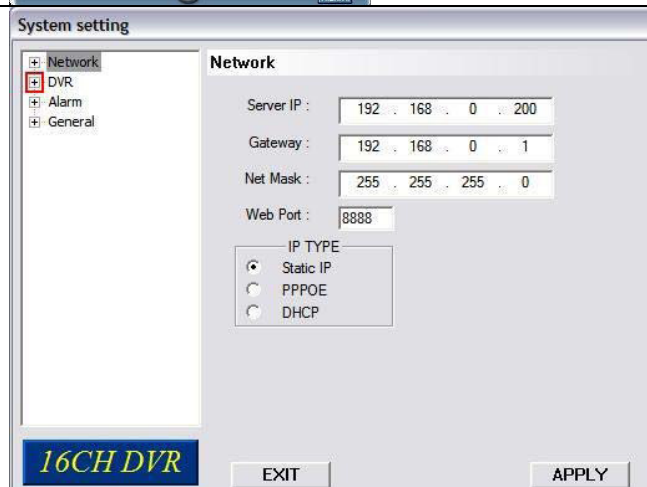 System setting
Network
DVR
Alarm
General
Network
Server IP : 192 . 168 . 0 . 200
Gateway : 192 . 168 . 0 . 1
Net Mask : 255 . 255 . 255 . 0
Web Port : 8888
IP TYPE
Static IP
PPPOE
DHCP
16CH DVR
EXIT
APPLY